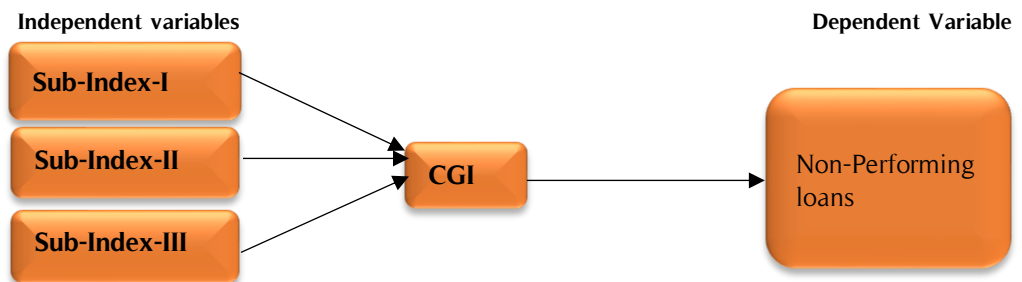 Independent variables
Dependent Variable
Sub-Index-I
Sub-Index-II
Sub-Index-III
CGI
Non-Performing
loans